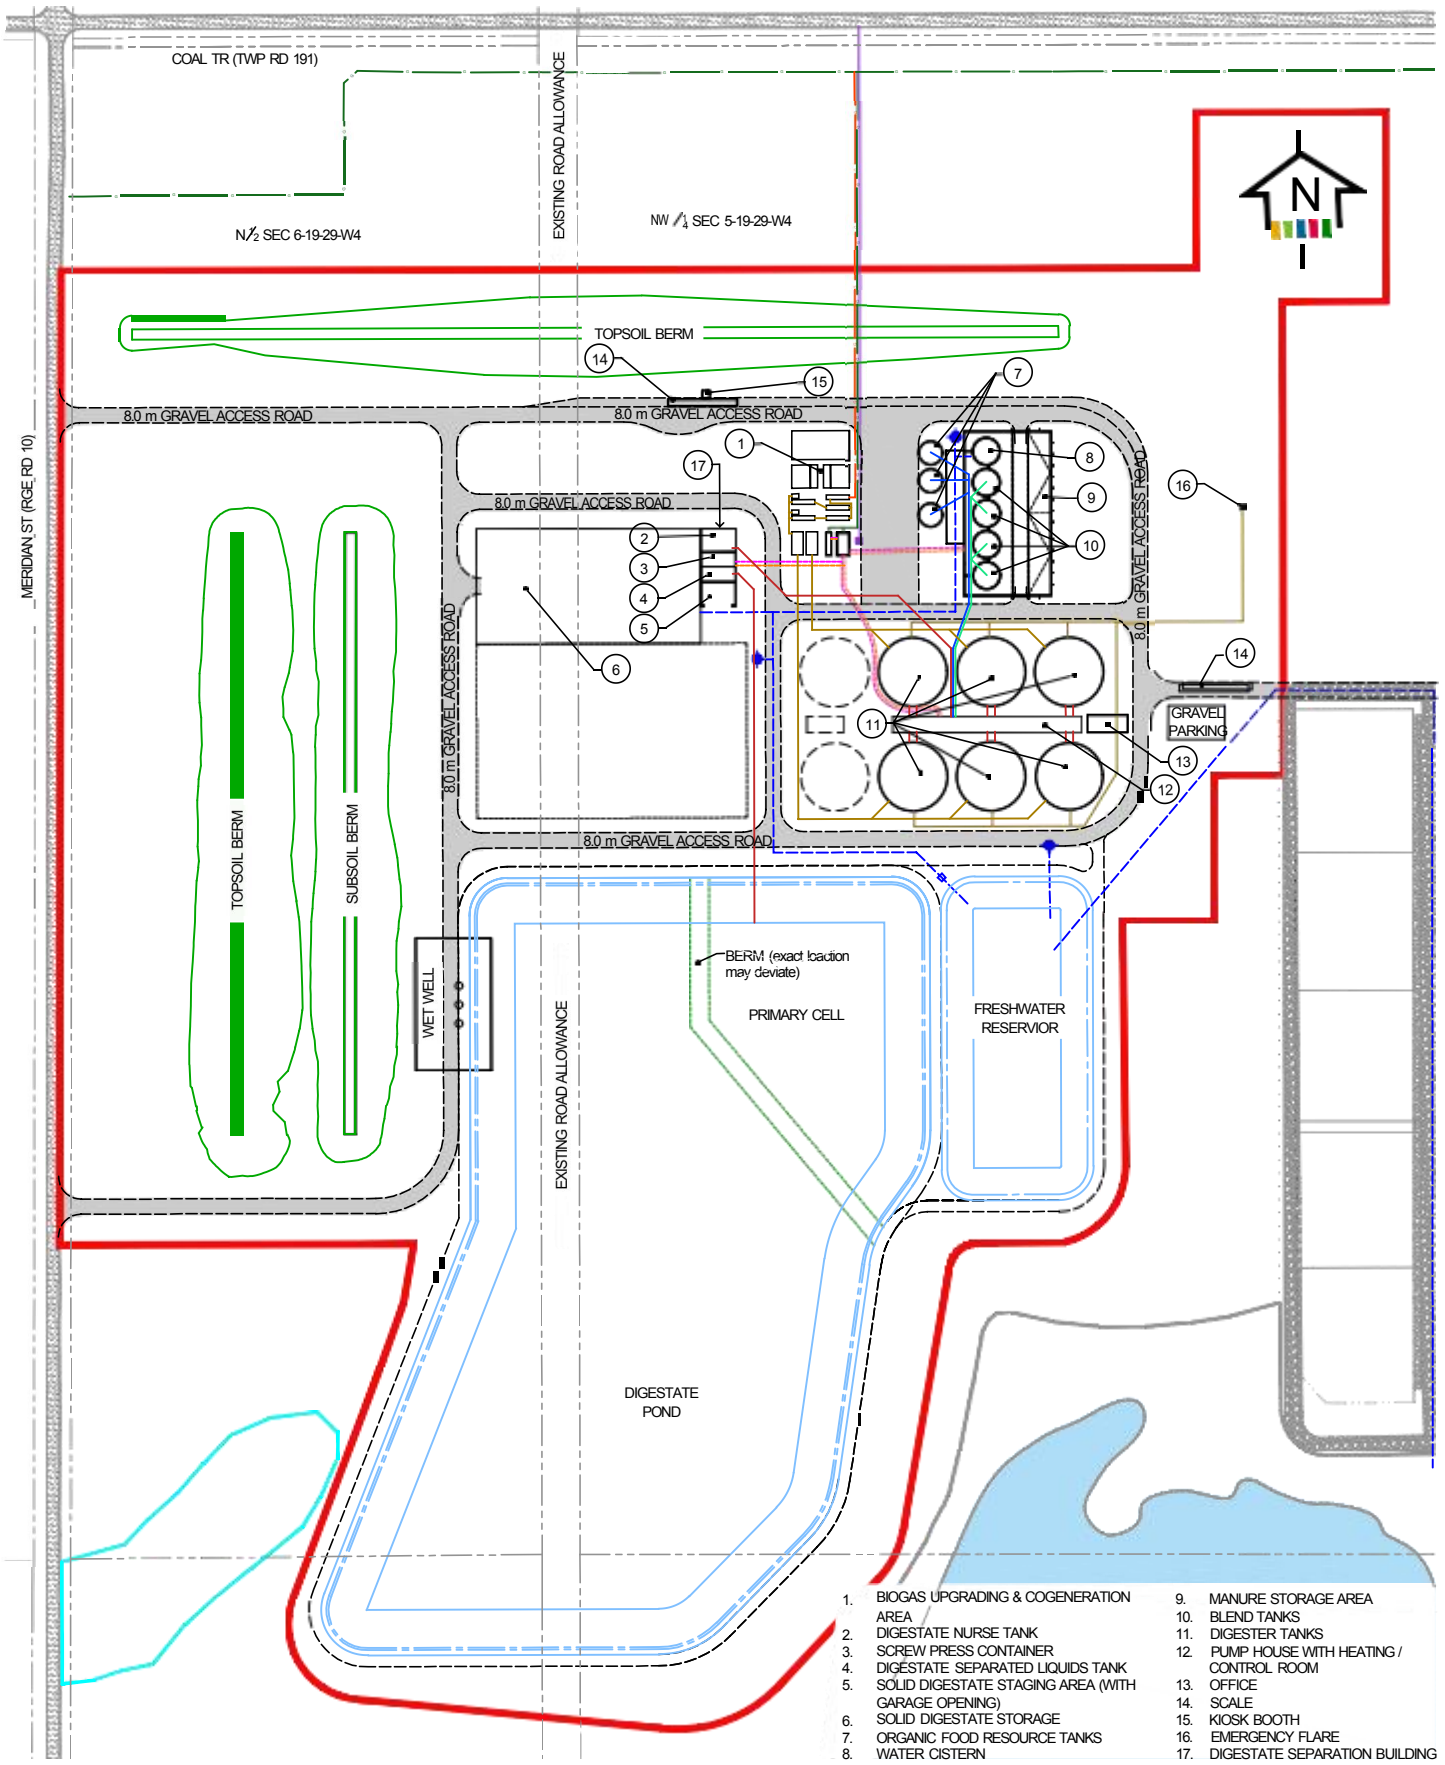 COAL TR (TWP RD 191)
EXISTING ROAD ALLOWANCE
N
N½ SEC 6-19-29-W4
NW ¼ SEC 5-19-29-W4
TOPSOIL BERM
14
15
7
8.0 m GRAVEL ACCESS ROAD
8.0 m GRAVEL ACCESS ROAD
MERIDIAN ST (RGE RD 10)
1
17
8
9
16
8.0 m GRAVEL ACCESS ROAD
8.0 m GRAVEL ACCESS ROAD
2
3
4
5
10
6
8.0 m GRAVEL ACCESS ROAD
14
11
GRAVEL
PARKING
13
12
TOPSOIL BERM
SUBSOIL BERM
8.0 m GRAVEL ACCESS ROAD
WET WELL
BERM (exact location
may deviate)
PRIMARY CELL
FRESHWATER
RESERVIOR
EXISTING ROAD ALLOWANCE
DIGESTATE
POND
1. BIOGAS UPGRADING & COGENERATION
AREA
2. DIGESTATE NURSE TANK
3. SCREW PRESS CONTAINER
4. DIGESTATE SEPARATED LIQUIDS TANK
5. SOLID DIGESTATE STAGING AREA (WITH
GARAGE OPENING)
6. SOLID DIGESTATE STORAGE
7. ORGANIC FOOD RESOURCE TANKS
8. WATER CISTERN
9. MANURE STORAGE AREA
10. BLEND TANKS
11. DIGESTER TANKS
12. PUMP HOUSE WITH HEATING /
CONTROL ROOM
13. OFFICE
14. SCALE
15. KIOSK BOOTH
16. EMERGENCY FLARE
17. DIGESTATE SEPARATION BUILDING